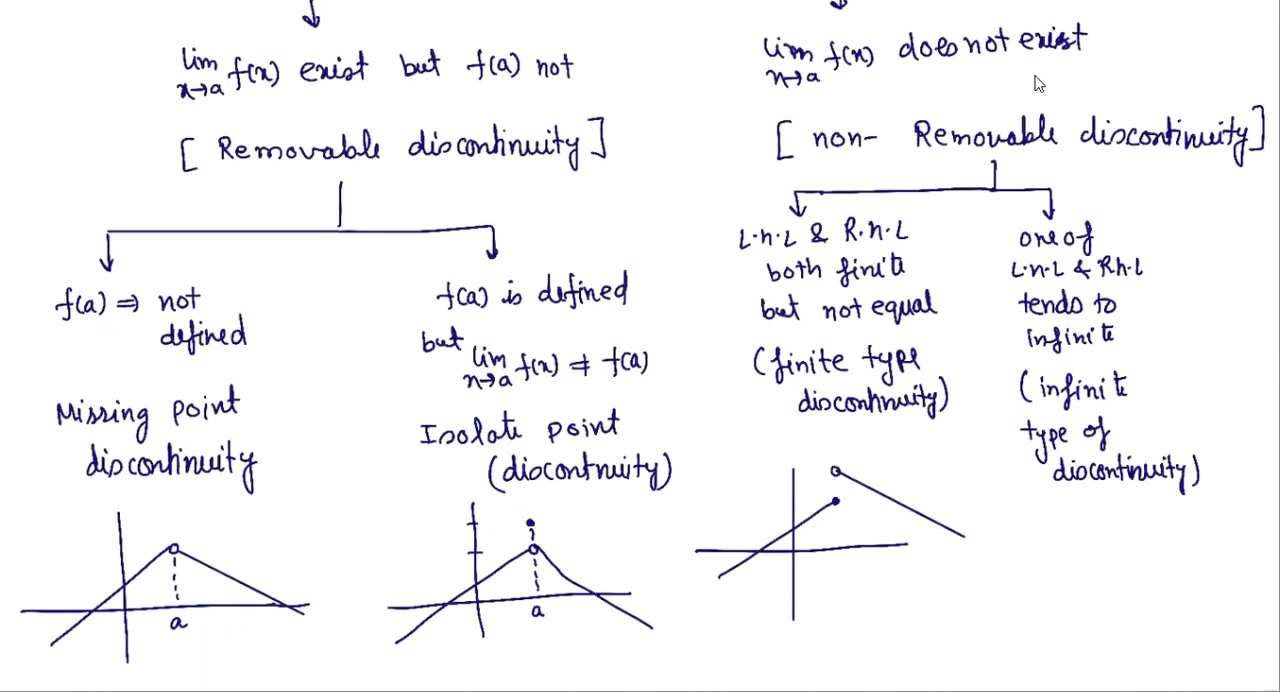 lim f(x) exist but f(a) not
x→a
[ Removable discontinuity ]
f(a) ⇒ not
defined
Missing point
discontinuity
a
f(a) is defined
but lim f(x) ≠ f(a)
x→a
Isolate point
(discontnuity)
a
lim f(x) does not exist
x→a
[ non- Removable discontinuity ]
L.h.L & R.h.L
both finite
but not equal
(finite type
discontinuity)
one of
L.h.L & R.h.L
tends to
infinite
(infinite
type of
discontinuity)